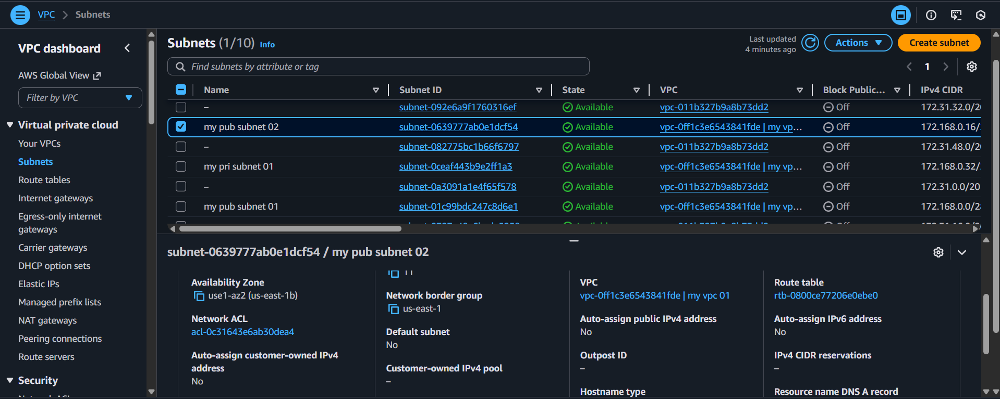 VPC > Subnets
VPC dashboard
AWS Global View
Filter by VPC
Virtual private cloud
Your VPCs
Subnets
Route tables
Internet gateways
Egress-only internet
gateways
Carrier gateways
DHCP option sets
Elastic IPs
Managed prefix lists
NAT gateways
Peering connections
Route servers
Security
Subnets (1/10) Info
Last updated
4 minutes ago
Actions
Create subnet
Find subnets by attribute or tag
1
Name Subnet ID State VPC Block Public... IPv4 CIDR
– subnet-092e6a9f1760316ef Available vpc-011b327b9a8b73dd2 Off 172.31.32.0/20
my pub subnet 02 subnet-0639777ab0e1dcf54 Available vpc-0ff1c3e6543841fde | my vp... Off 172.168.0.16/
– subnet-082775bc1b66f6797 Available vpc-011b327b9a8b73dd2 Off 172.31.48.0/20
my pri subnet 01 subnet-0ceaf443b9e2ff1a3 Available vpc-0ff1c3e6543841fde | my vp... Off 172.168.0.32/
– subnet-0a3091a1e4f65f578 Available vpc-011b327b9a8b73dd2 Off 172.31.0.0/20
my pub subnet 01 subnet-01c99bdc247c8d6e1 Available vpc-0ff1c3e6543841fde | my vp... Off 172.168.0.0/28
subnet-0639777ab0e1dcf54 / my pub subnet 02
Availability Zone
use1-az2 (us-east-1b)
Network ACL
acl-0c31643e6ab30dea4
Auto-assign customer-owned IPv4
address
No
11
Network border group
us-east-1
Default subnet
No
Customer-owned IPv4 pool
–
VPC
vpc-0ff1c3e6543841fde | my vpc 01
Auto-assign public IPv4 address
No
Outpost ID
–
Hostname type
Route table
rtb-0800ce77206e0ebe0
Auto-assign IPv6 address
No
IPv4 CIDR reservations
–
Resource name DNS A record